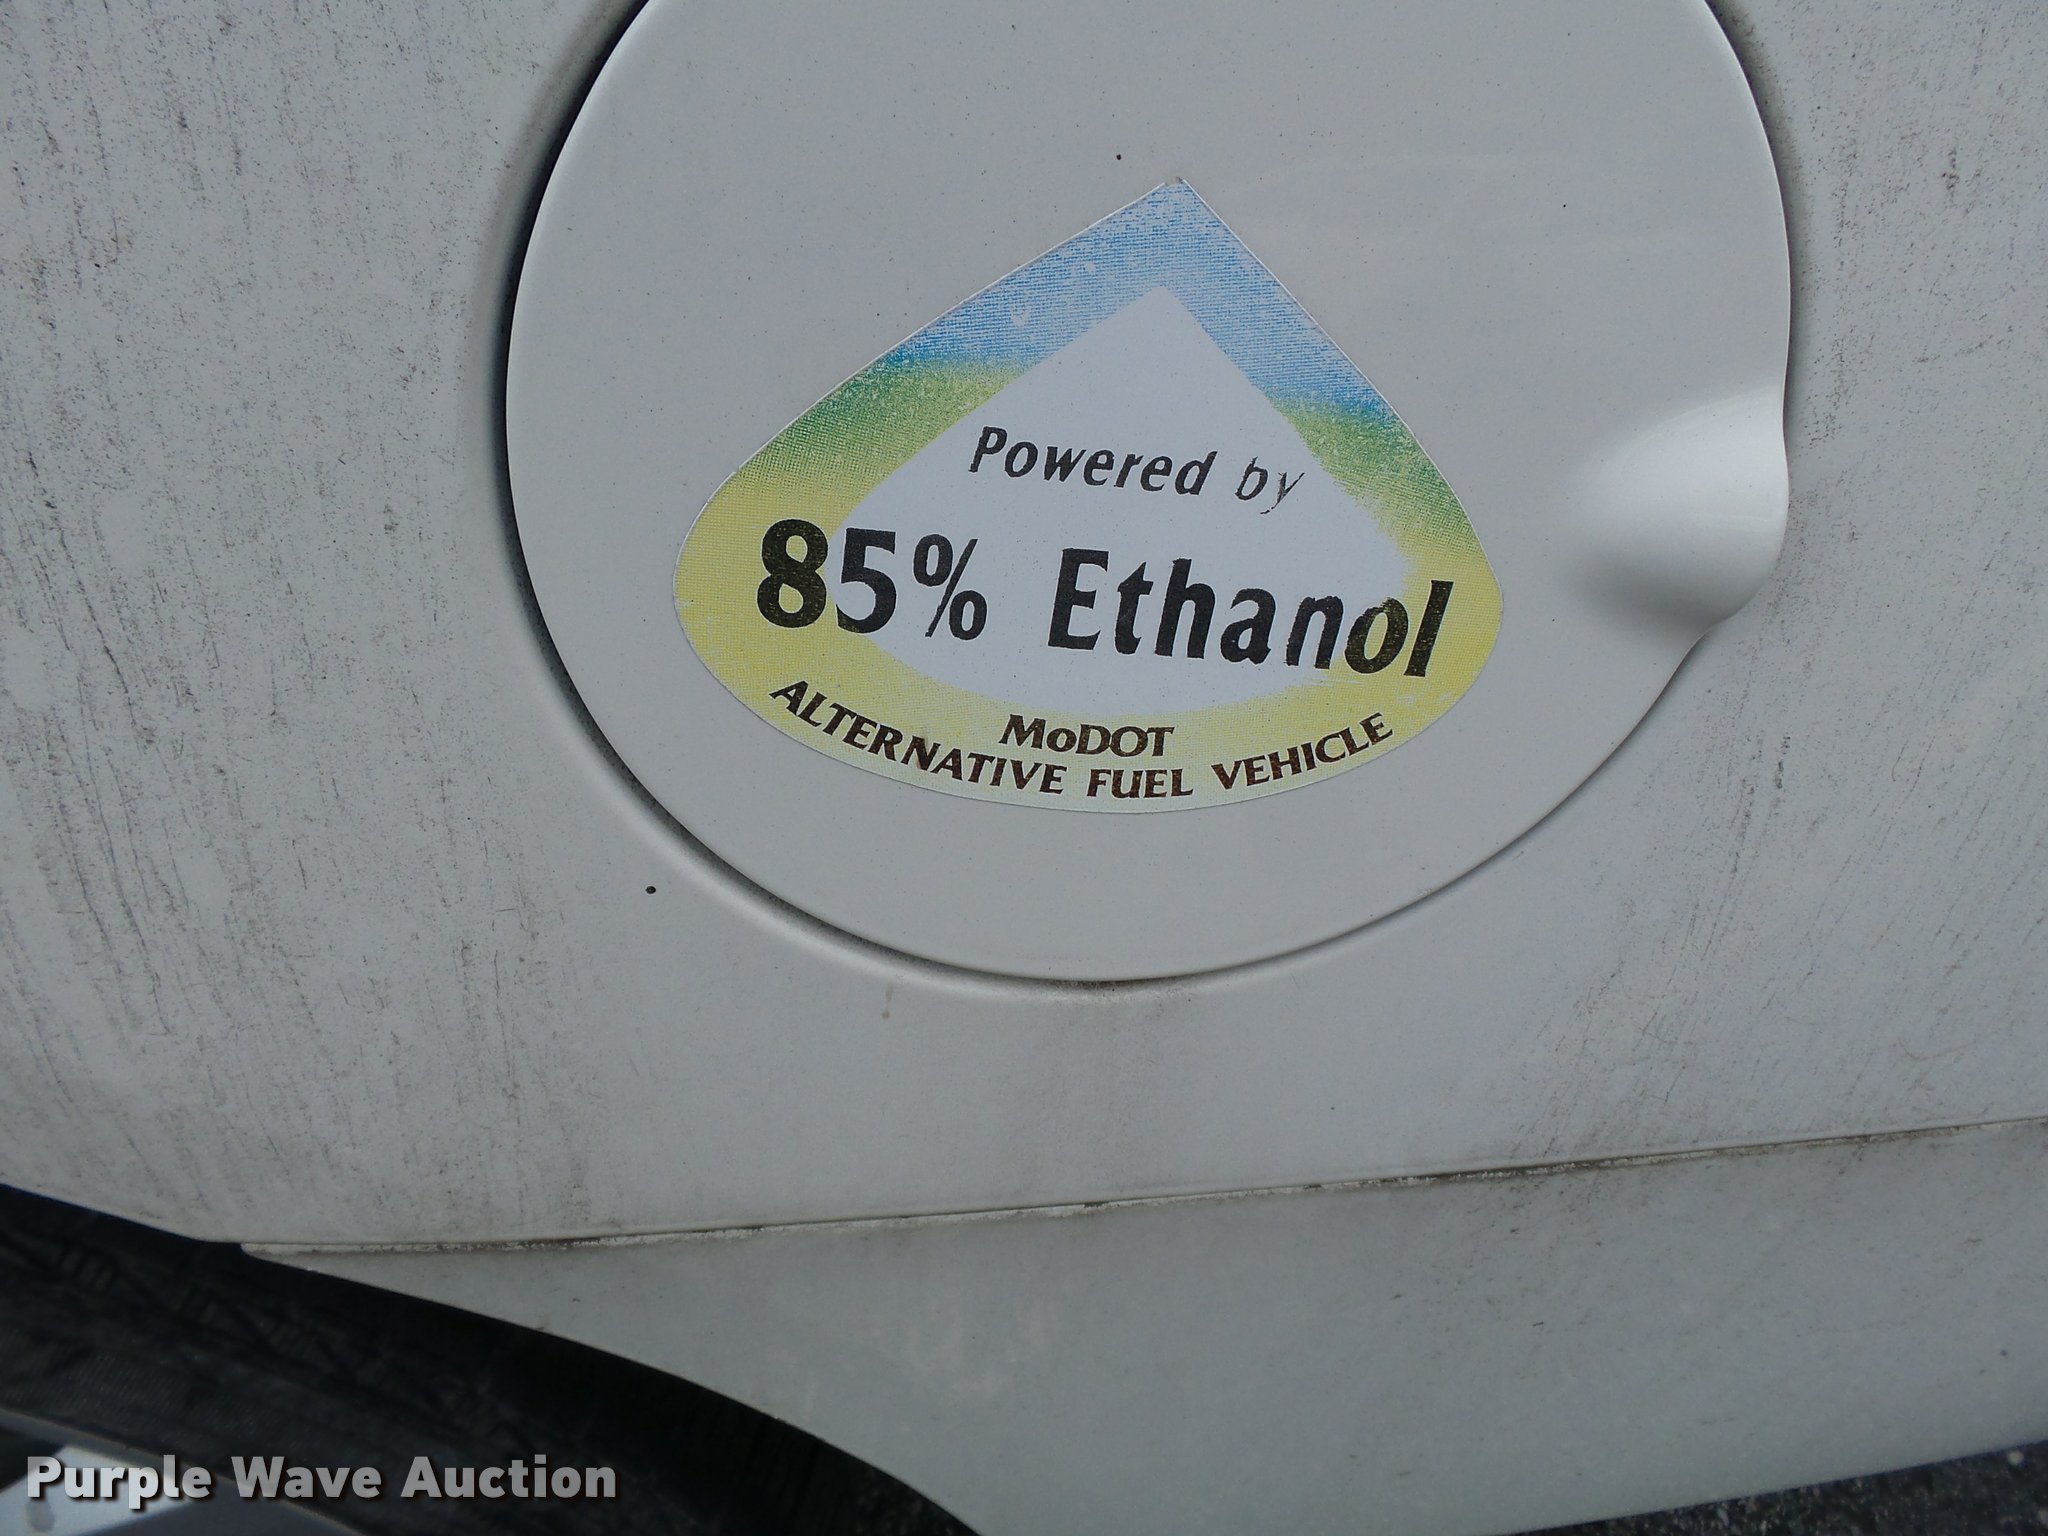 Powered by
85% Ethanol
MoDOT
ALTERNATIVE FUEL VEHICLE
Purple Wave Auction